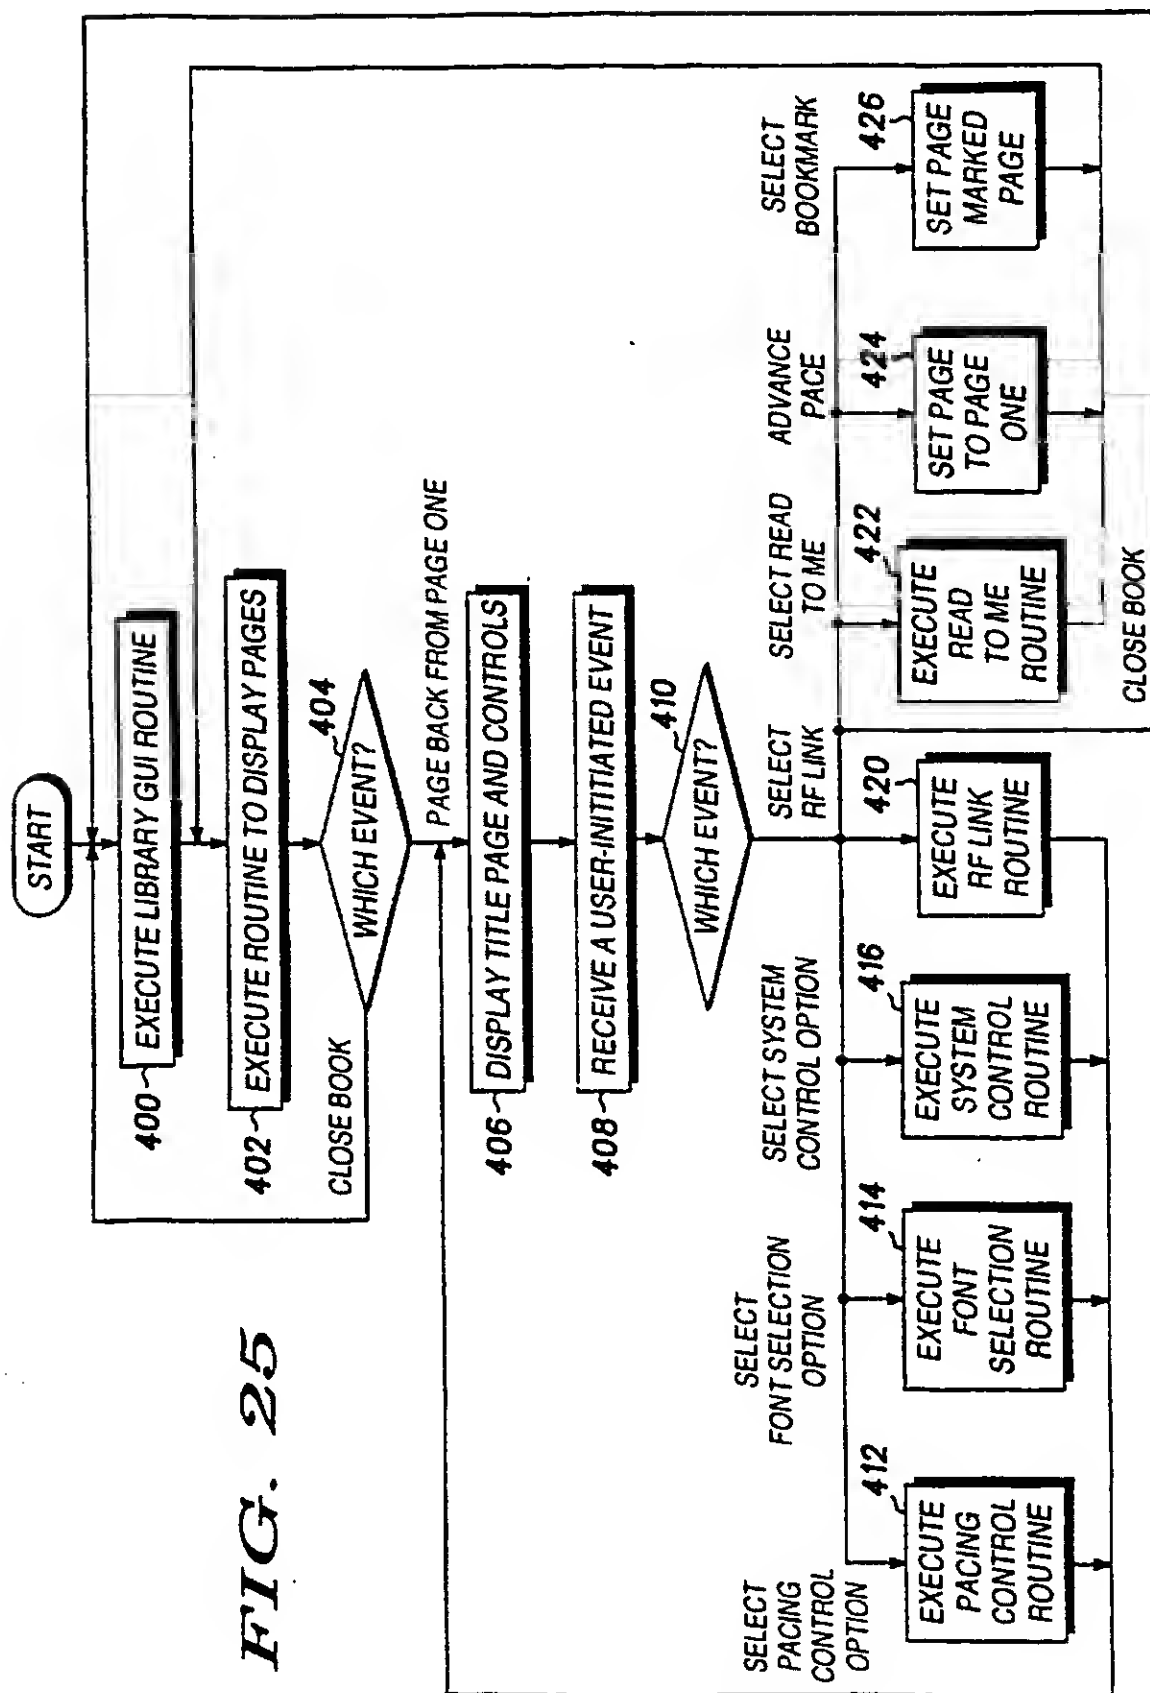 START
400
EXECUTE LIBRARY GUI ROUTINE
402
EXECUTE ROUTINE TO DISPLAY PAGES
404
WHICH EVENT?
CLOSE BOOK
PAGE BACK FROM PAGE ONE
406
DISPLAY TITLE PAGE AND CONTROLS
408
RECEIVE A USER-INITITIATED EVENT
410
WHICH EVENT?
SELECT
PACING
CONTROL
OPTION
412
EXECUTE
PACING
CONTROL
ROUTINE
SELECT
FONT SELECTION
OPTION
414
EXECUTE
FONT
SELECTION
ROUTINE
SELECT SYSTEM
CONTROL OPTION
416
EXECUTE
SYSTEM
CONTROL
ROUTINE
SELECT
RF LINK
420
EXECUTE
RF LINK
ROUTINE
SELECT READ
TO ME
422
EXECUTE
READ
TO ME
ROUTINE
ADVANCE
PACE
424
SET PAGE
TO PAGE
ONE
SELECT
BOOKMARK
426
SET PAGE
MARKED
PAGE
CLOSE BOOK
FIG. 25